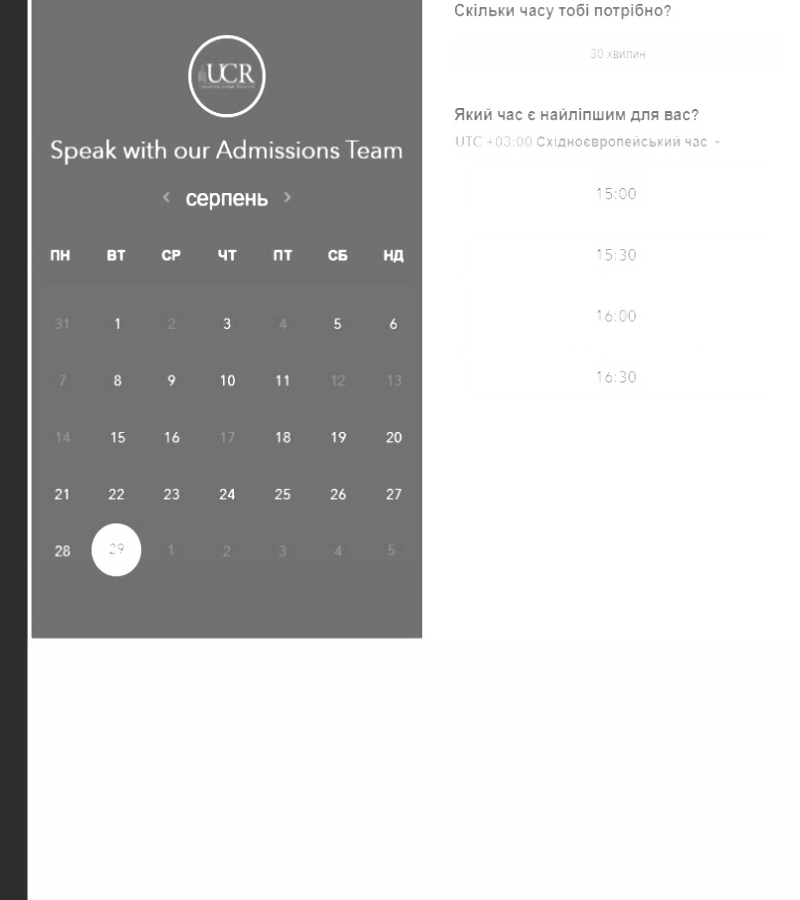 UCR
Speak with our Admissions Team
серпень
ПН ВТ СР ЧТ ПТ СБ НД
31 1 2 3 4 5 6
7 8 9 10 11 12 13
14 15 16 17 18 19 20
21 22 23 24 25 26 27
28 29 1 2 3 4 5
Скільки часу тобі потрібно?
30 хвилин
Який час є найліпшим для вас?
UTC +03:00 Східноєвропейський час
15:00
15:30
16:00
16:30